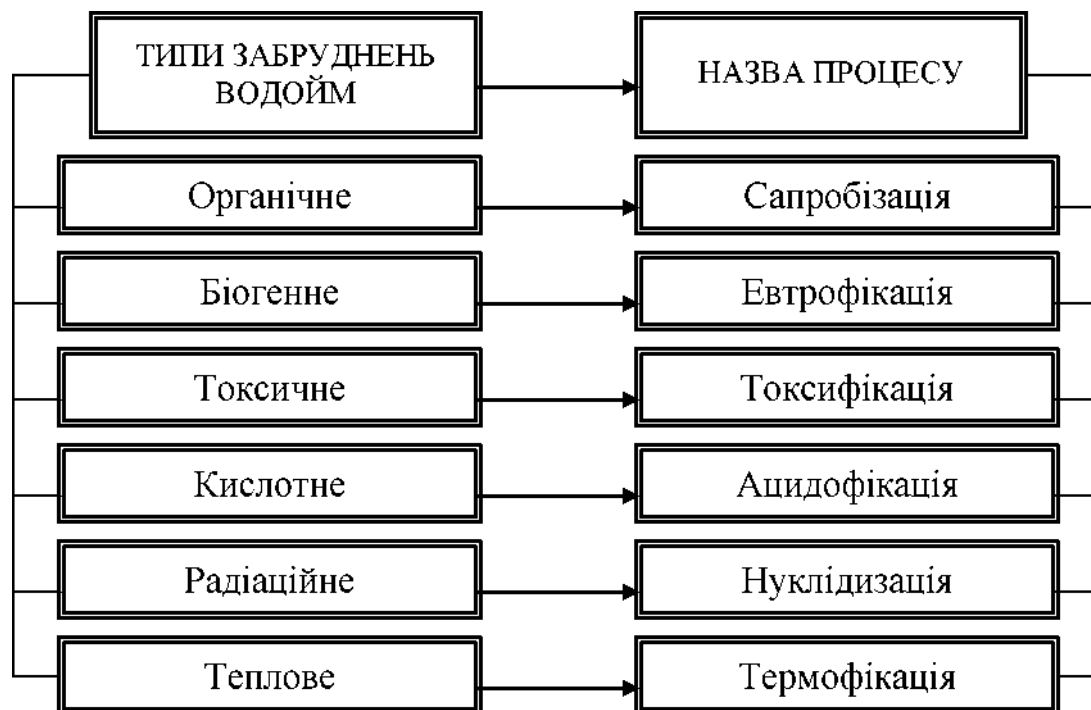 ТИПИ ЗАБРУДНЕНЬ
ВОДОЙМ
НАЗВА ПРОЦЕСУ
Органічне
Сапробізація
Біогенне
Евтрофікація
Токсичне
Токсифікація
Кислотне
Ацидофікація
Радіаційне
Нуклідизація
Теплове
Термофікація